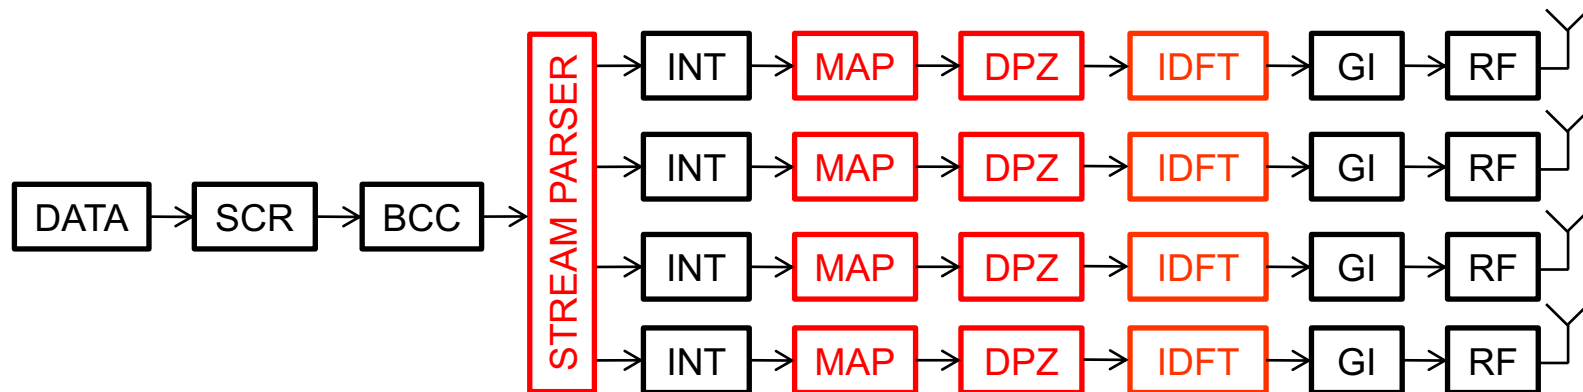 DATA
SCR
BCC
STREAM PARSER
INT MAP DPZ IDFT GI RF
INT MAP DPZ IDFT GI RF
INT MAP DPZ IDFT GI RF
INT MAP DPZ IDFT GI RF